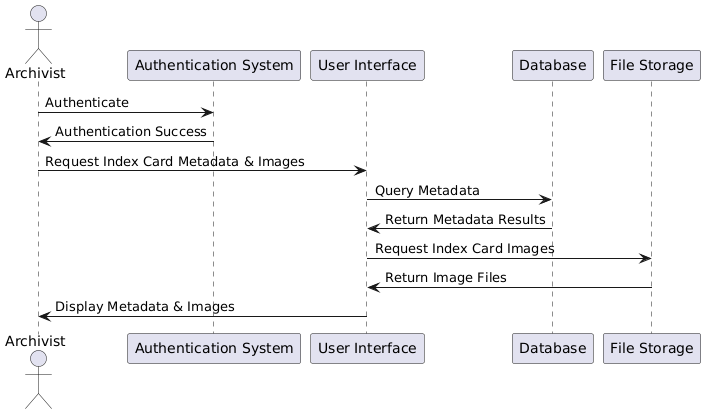 Archivist
Authentication System
User Interface
Database
File Storage
Authenticate
Authentication Success
Request Index Card Metadata & Images
Query Metadata
Return Metadata Results
Request Index Card Images
Return Image Files
Display Metadata & Images
Archivist
Authentication System
User Interface
Database
File Storage